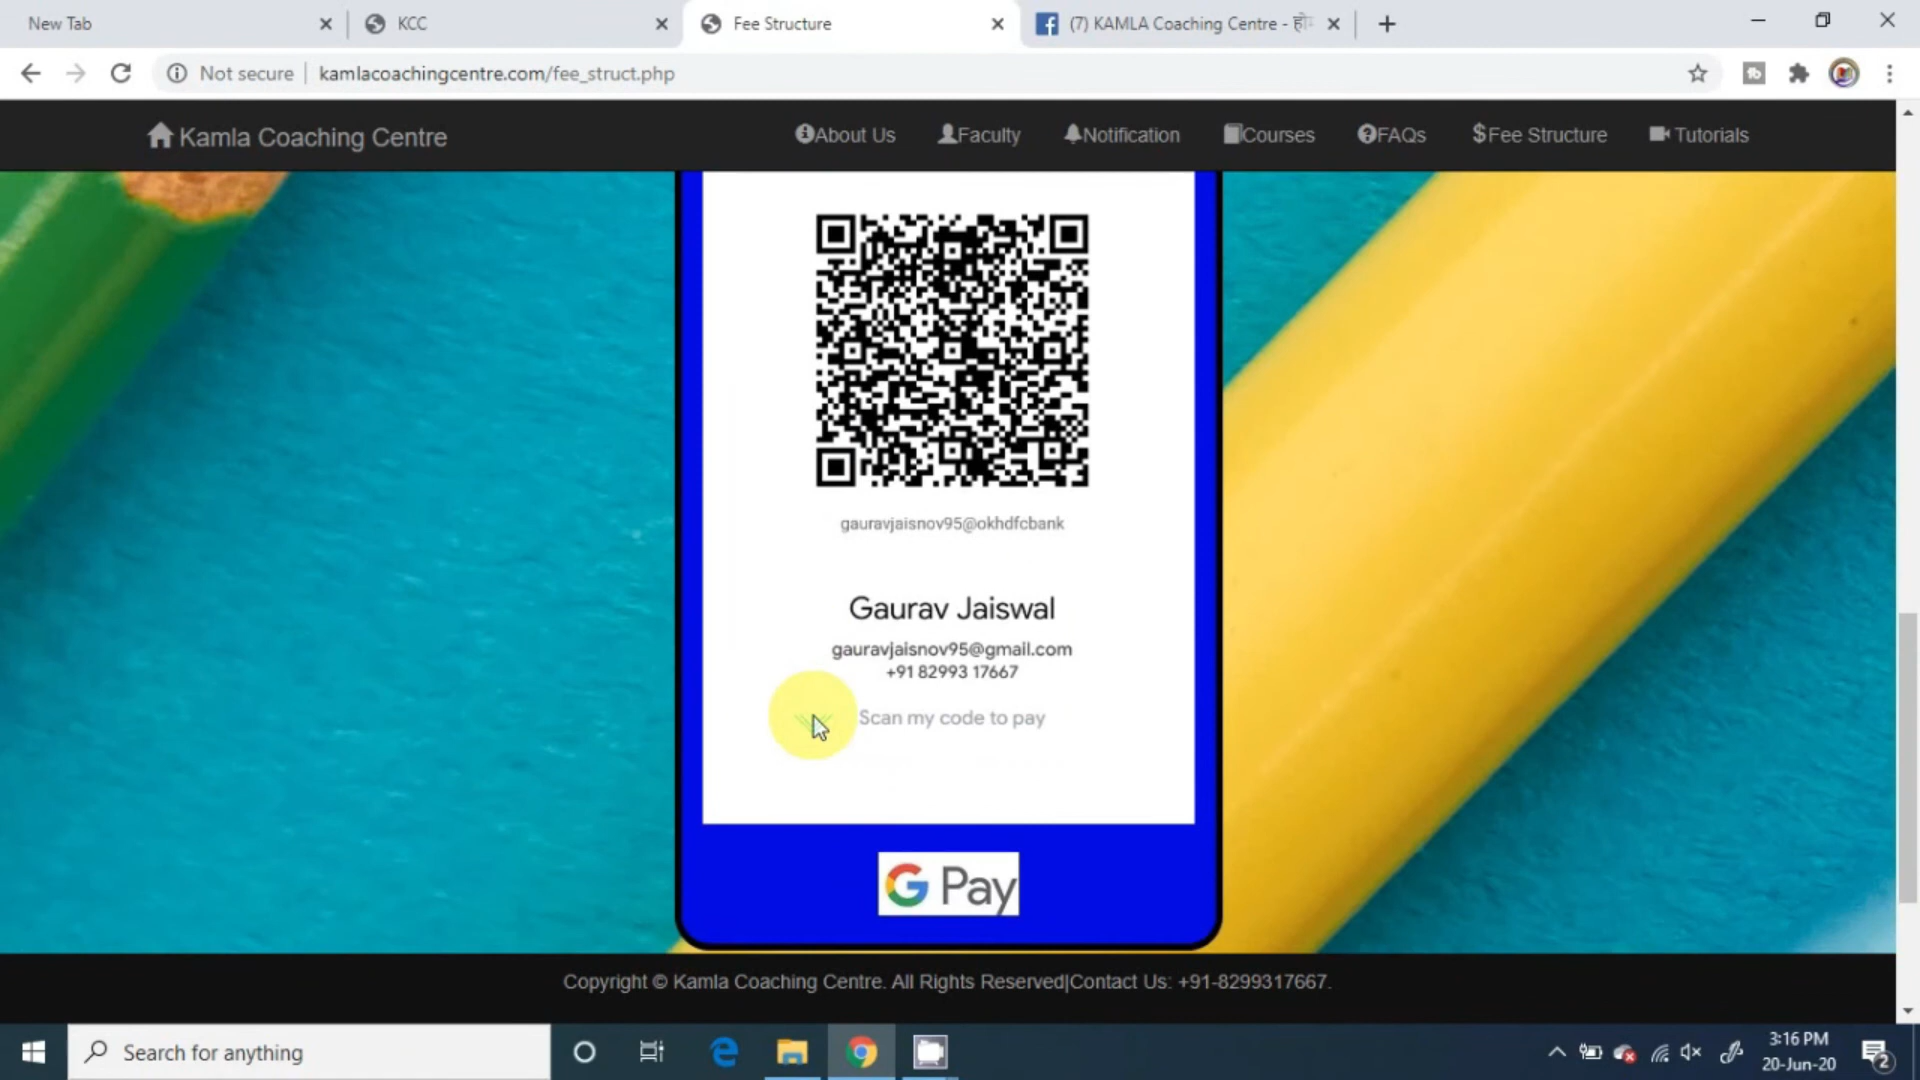 New Tab
KCC
Fee Structure
(7) KAMLA Coaching Centre - हो
Not secure
kamlacoachingcentre.com/fee_struct.php
Kamla Coaching Centre
About Us
Faculty
Notification
Courses
FAQs
$Fee Structure
Tutorials
gauravjaisnov95@okhdfcbank
Gaurav Jaiswal
gauravjaisnov95@gmail.com
+91 82993 17667
Scan my code to pay
G Pay
Copyright © Kamla Coaching Centre. All Rights Reserved|Contact Us: +91-8299317667.
Search for anything
3:16 PM
20-Jun-20
2